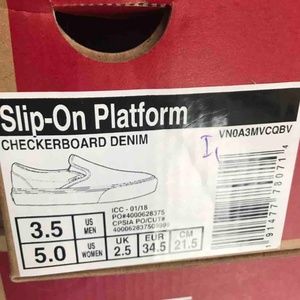 Slip-On Platform
CHECKERBOARD DENIM
VN0A3MVCQBV
ICC - 01/18
PO#4000628375
CPSIA PO/CUT#
3.5 US MEN
5.0 US WOMEN
UK 2.5
EUR 34.5
CM 21.5